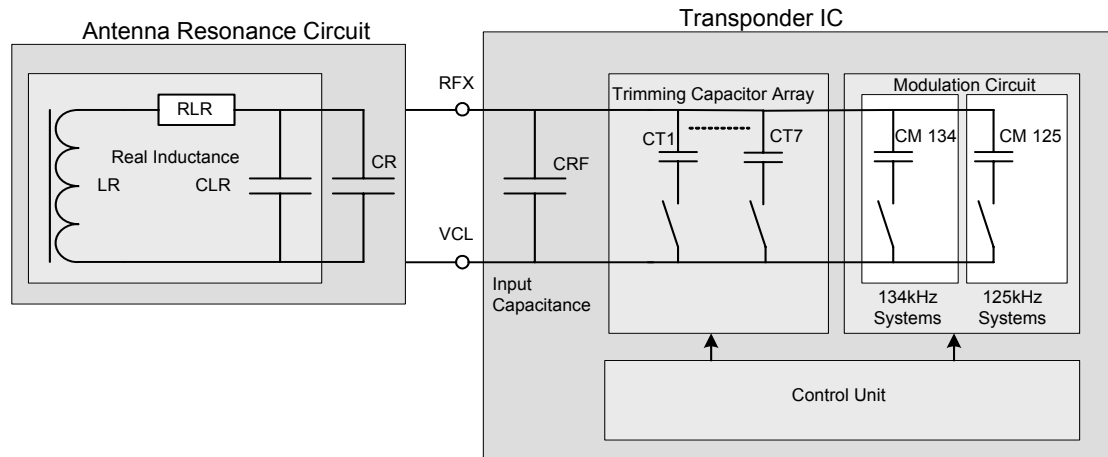 Antenna Resonance Circuit
Transponder IC
RFX
Trimming Capacitor Array
Modulation Circuit
RLR
CT1
CT7
CM 134
CM 125
Real Inductance
LR
CLR
CR
CRF
VCL
Input
Capacitance
134kHz
Systems
125kHz
Systems
Control Unit